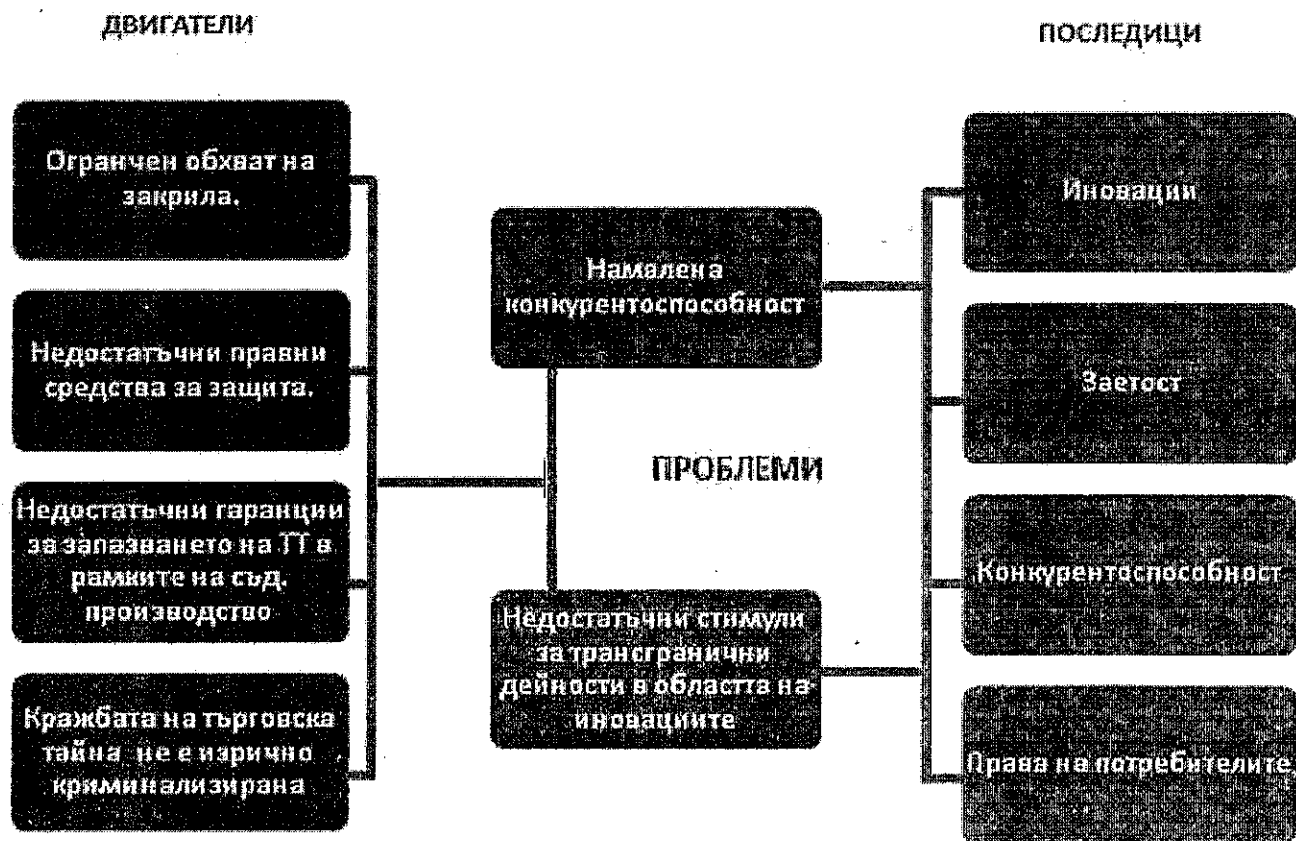 ДВИГАТЕЛИ
ПОСЛЕДИЦИ
Огранчен обхват на
закрила.
Недостатъчни правни
средства за защита.
Недостатъчни гаранции
за запазването на ТТ в
рамките на съд.
производство
Кражбата на търговска
тайна не е изрично
криминализирана
Намалена
конкурентоспособност
ПРОБЛЕМИ
Недостатъчни стимули
за трансгранични
дейности в областта на
иновациите
Иновации
Заетост
Конкурентоспособност
Права на потребителите